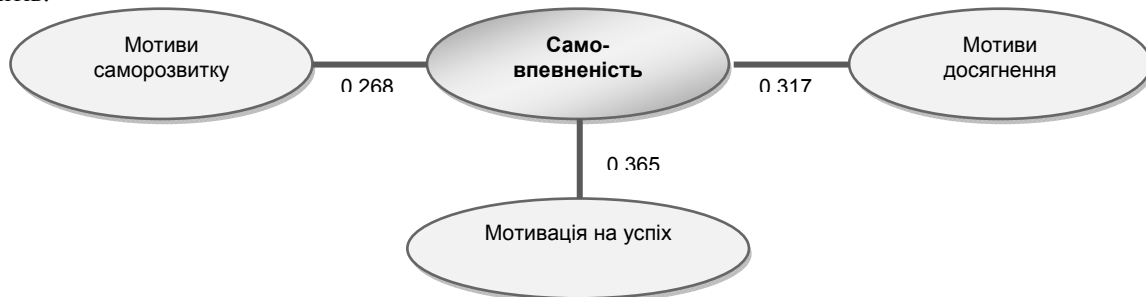 Мотиви
саморозвитку
Само-
впевненість
Мотиви
досягнення
0.268
0.317
0.365
Мотивація на успіх